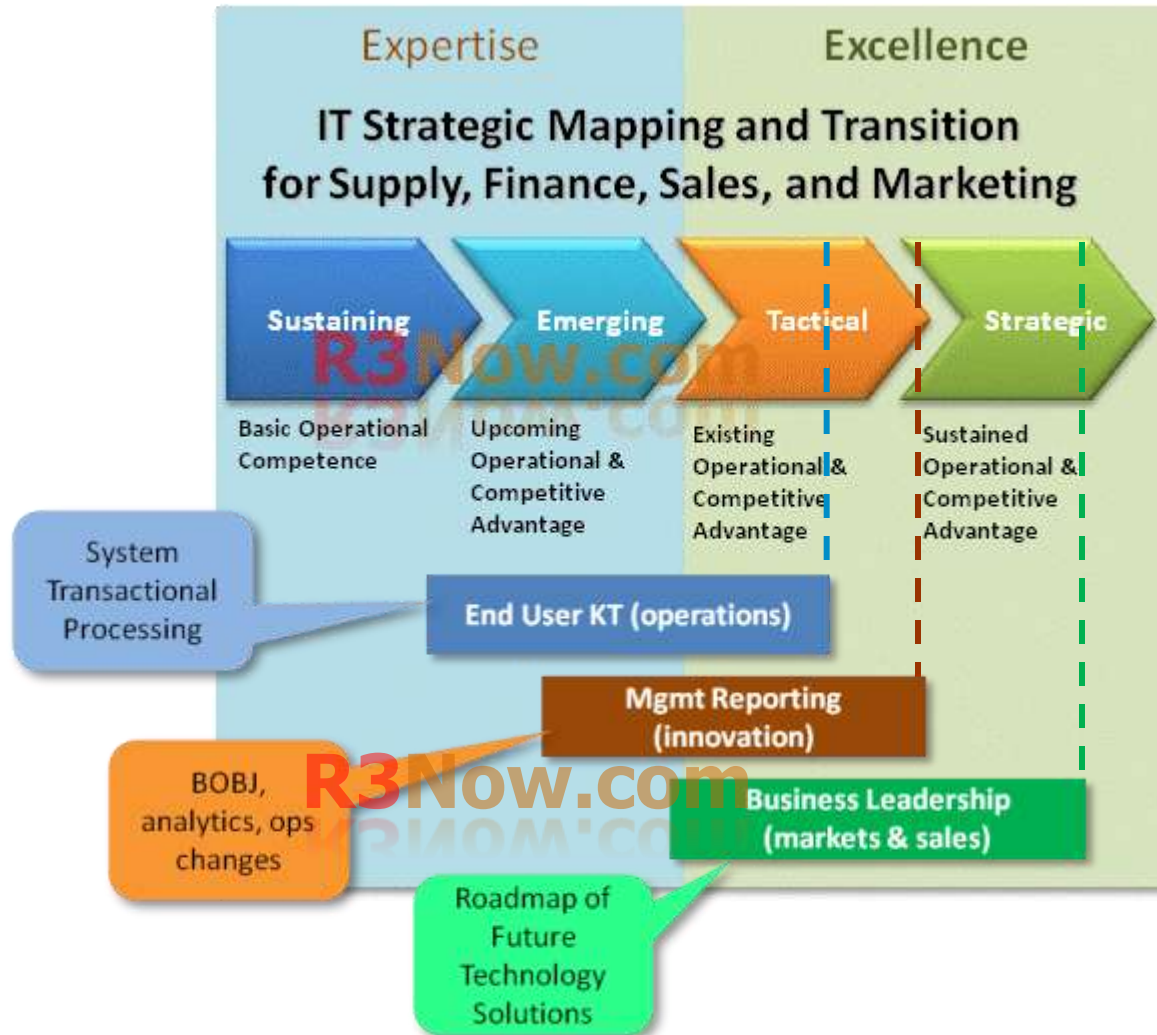 Expertise
Excellence
IT Strategic Mapping and Transition
for Supply, Finance, Sales, and Marketing
Sustaining
Emerging
Tactical
Strategic
R3Now.com
Basic Operational
Competence
Upcoming
Operational &
Competitive
Advantage
Existing
Operational &
Competitive
Advantage
Sustained
Operational &
Competitive
Advantage
System
Transactional
Processing
End User KT (operations)
Mgmt Reporting
(innovation)
BOBJ,
analytics, ops
changes
R3Now.com
Business Leadership
(markets & sales)
Roadmap of
Future
Technology
Solutions